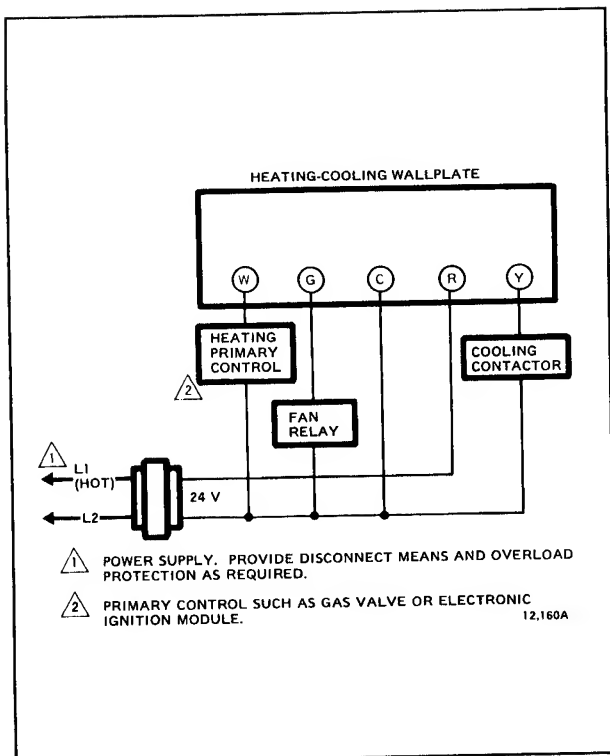 HEATING-COOLING WALLPLATE
W G C R Y
HEATING
PRIMARY
CONTROL
COOLING
CONTACTOR
2
FAN
RELAY
1
L1
(HOT)
24 V
L2
1 POWER SUPPLY. PROVIDE DISCONNECT MEANS AND OVERLOAD
PROTECTION AS REQUIRED.
2 PRIMARY CONTROL SUCH AS GAS VALVE OR ELECTRONIC
IGNITION MODULE.
12,160A